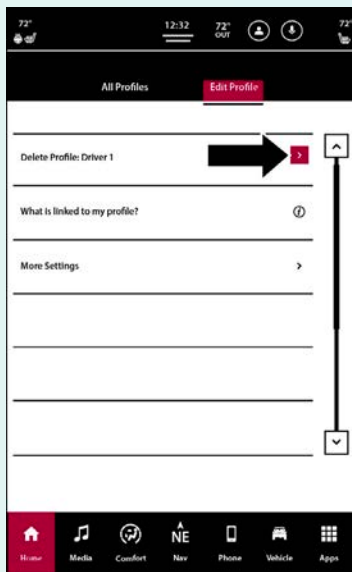 72°
12:32
72°
OUT
72°
All Profiles
Edit Profile
Delete Profile: Driver 1
What is linked to my profile?
More Settings
NE
Home
Media
Comfort
Nav
Phone
Vehicle
Apps